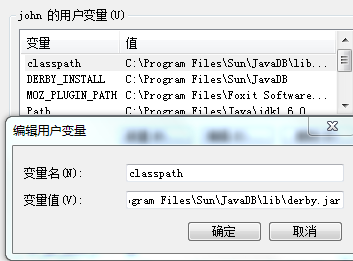 john 的用户变量(U)
变量 值
classpath C:\Program Files\Sun\JavaDB\lib...
DERBY_INSTALL C:\Program Files\Sun\JavaDB
MOZ_PLUGIN_PATH C:\Program Files\Foxit Software...
Path C:\Program Files\Java\jdk1.6.0
编辑用户变量
变量名(N): classpath
变量值(V): ogram Files\Sun\JavaDB\lib\derby.jar
确定 取消